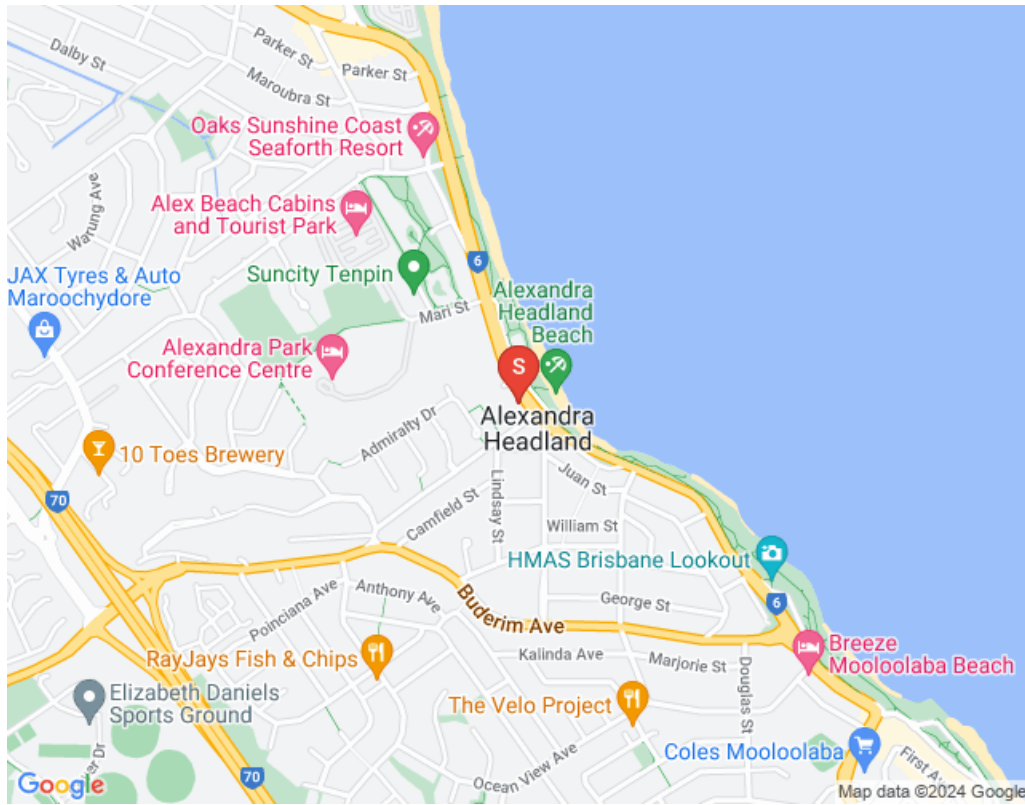 Parker St
Dalby St
Parker St
Maroubra St
Oaks Sunshine Coast
Seaforth Resort
Warung Ave
Alex Beach Cabins
and Tourist Park
6
Suncity Tenpin
JAX Tyres & Auto
Maroochydore
Alexandra
Headland
Beach
Mari St
Alexandra Park
Conference Centre
S
Alexandra
Headland
Admiralty Dr
10 Toes Brewery
70
Juan St
Lindsay St
Camfield St
William St
HMAS Brisbane Lookout
Poinciana Ave
Anthony Ave
Buderim Ave
George St
6
RayJays Fish & Chips
Kalinda Ave
Marjorie St
Douglas St
Breeze
Mooloolaba Beach
Elizabeth Daniels
Sports Ground
The Velo Project
Coles Mooloolaba
Ocean View Ave
70
Google
Map data ©2024 Google